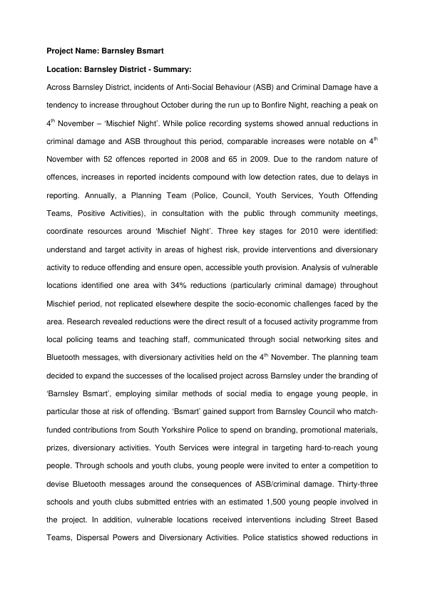 Project Name: Barnsley Bsmart
Location: Barnsley District - Summary:
Across Barnsley District, incidents of Anti-Social Behaviour (ASB) and Criminal Damage have a
tendency to increase throughout October during the run up to Bonfire Night, reaching a peak on
4th November – ‘Mischief Night’. While police recording systems showed annual reductions in
criminal damage and ASB throughout this period, comparable increases were notable on 4th
November with 52 offences reported in 2008 and 65 in 2009. Due to the random nature of
offences, increases in reported incidents compound with low detection rates, due to delays in
reporting. Annually, a Planning Team (Police, Council, Youth Services, Youth Offending
Teams, Positive Activities), in consultation with the public through community meetings,
coordinate resources around ‘Mischief Night’. Three key stages for 2010 were identified:
understand and target activity in areas of highest risk, provide interventions and diversionary
activity to reduce offending and ensure open, accessible youth provision. Analysis of vulnerable
locations identified one area with 34% reductions (particularly criminal damage) throughout
Mischief period, not replicated elsewhere despite the socio-economic challenges faced by the
area. Research revealed reductions were the direct result of a focused activity programme from
local policing teams and teaching staff, communicated through social networking sites and
Bluetooth messages, with diversionary activities held on the 4th November. The planning team
decided to expand the successes of the localised project across Barnsley under the branding of
‘Barnsley Bsmart’, employing similar methods of social media to engage young people, in
particular those at risk of offending. ‘Bsmart’ gained support from Barnsley Council who match-
funded contributions from South Yorkshire Police to spend on branding, promotional materials,
prizes, diversionary activities. Youth Services were integral in targeting hard-to-reach young
people. Through schools and youth clubs, young people were invited to enter a competition to
devise Bluetooth messages around the consequences of ASB/criminal damage. Thirty-three
schools and youth clubs submitted entries with an estimated 1,500 young people involved in
the project. In addition, vulnerable locations received interventions including Street Based
Teams, Dispersal Powers and Diversionary Activities. Police statistics showed reductions in